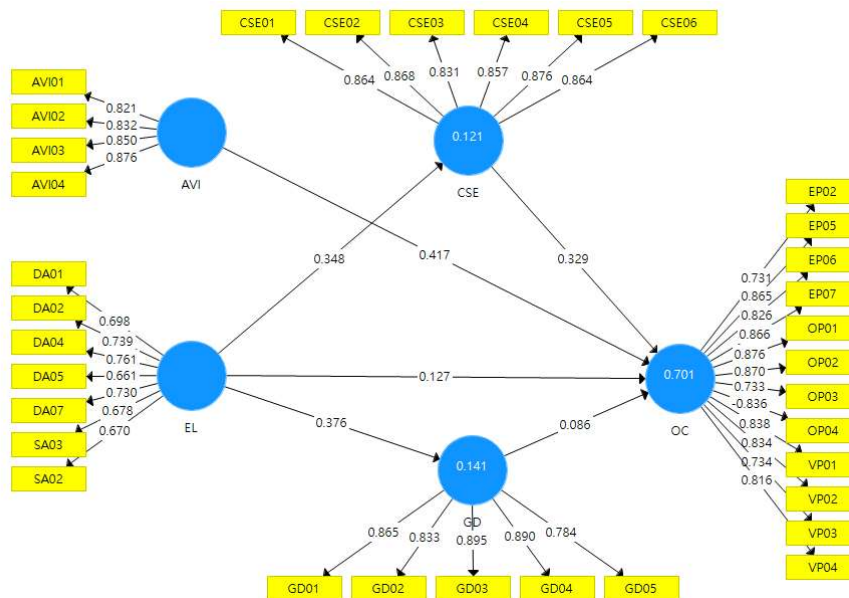 CSE01 CSE02 CSE03 CSE04 CSE05 CSE06
0.864 0.868 0.831 0.857 0.876 0.864
AVI01
AVI02
AVI03
AVI04
0.821
0.832
0.850
0.876
AVI
0.121
CSE
0.348
0.417
0.329
DA01
DA02
DA04
DA05
DA07
SA03
SA02
0.698
0.739
0.761
0.661
0.730
0.678
0.670
EL
0.127
0.376
0.086
0.141
GD
0.865 0.833 0.895 0.890 0.784
GD01 GD02 GD03 GD04 GD05
0.701
OC
0.731
0.865
0.826
0.866
0.876
0.870
0.733
-0.836
0.838
0.834
0.734
0.816
EP02
EP05
EP06
EP07
OP01
OP02
OP03
OP04
VP01
VP02
VP03
VP04